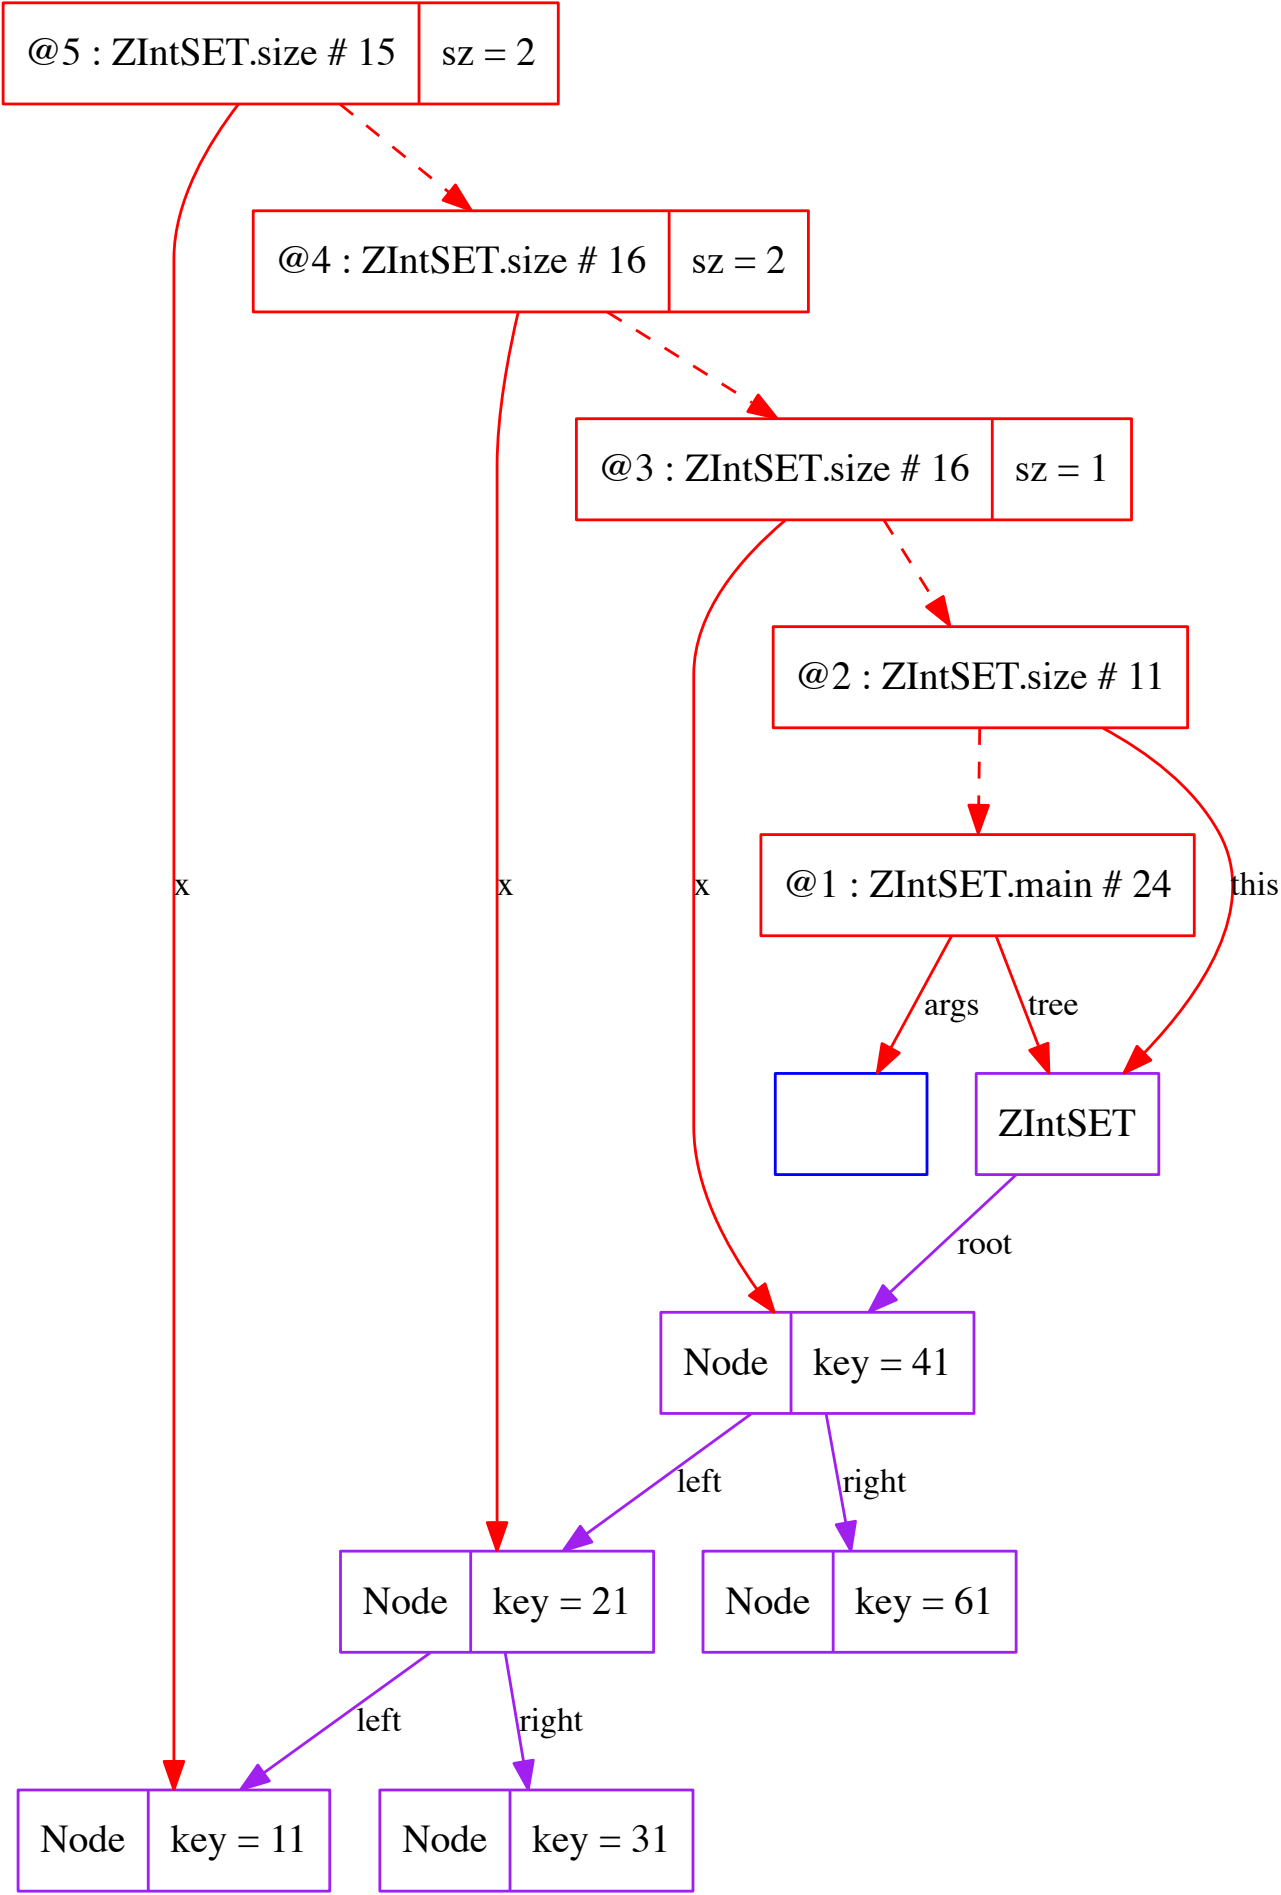 @5 : ZIntSET.size # 15 sz = 2
@4 : ZIntSET.size # 16 sz = 2
@3 : ZIntSET.size # 16 sz = 1
@2 : ZIntSET.size # 11
x x x @1 : ZIntSET.main # 24 this
args tree
ZIntSET
root
Node key = 41
left right
Node key = 21 Node key = 61
left right
Node key = 11 Node key = 31